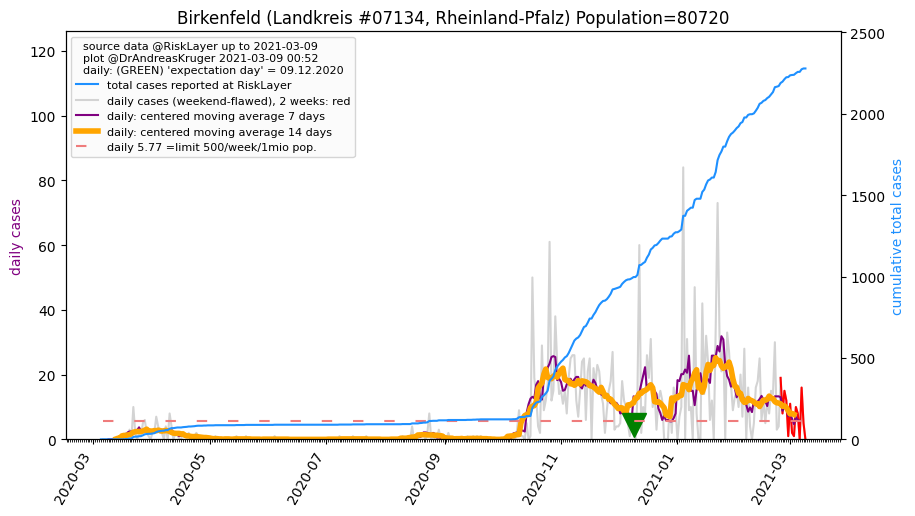 Birkenfeld (Landkreis #07134, Rheinland-Pfalz) Population=80720
source data @RiskLayer up to 2021-03-09
plot @DrAndreasKruger 2021-03-09 00:52
daily: (GREEN) 'expectation day' = 09.12.2020
total cases reported at RiskLayer
daily cases (weekend-flawed), 2 weeks: red
daily: centered moving average 7 days
daily: centered moving average 14 days
daily 5.77 =limit 500/week/1mio pop.
daily cases
120
100
80
60
40
20
0
cumulative total cases
2500
2000
1500
1000
500
0
2020-03
2020-05
2020-07
2020-09
2020-11
2021-01
2021-03